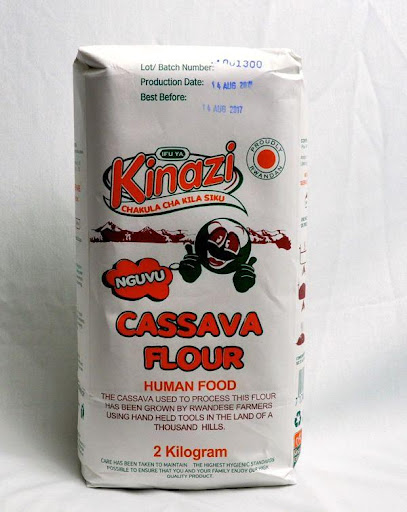 Lot/ Batch Number:
Production Date: 14 AUG
Best Before:
14 AUG 2017
PROUDLY
RWANDAN
IFU YA
Kinazi
CHAKULA CHA KILA SIKU
NGUVU
CASSAVA
FLOUR
HUMAN FOOD
THE CASSAVA USED TO PROCESS THIS FLOUR
HAS BEEN GROWN BY RWANDESE FARMERS
USING HAND HELD TOOLS IN THE LAND OF A
THOUSAND HILLS.
2 Kilogram
CARE HAS BEEN TAKEN TO MAINTAIN THE HIGHEST HYGIENIC STANDARDS
POSSIBLE TO ENSURE THAT YOU AND YOUR FAMILY ENJOY OUR HIGH
QUALITY PRODUCT.